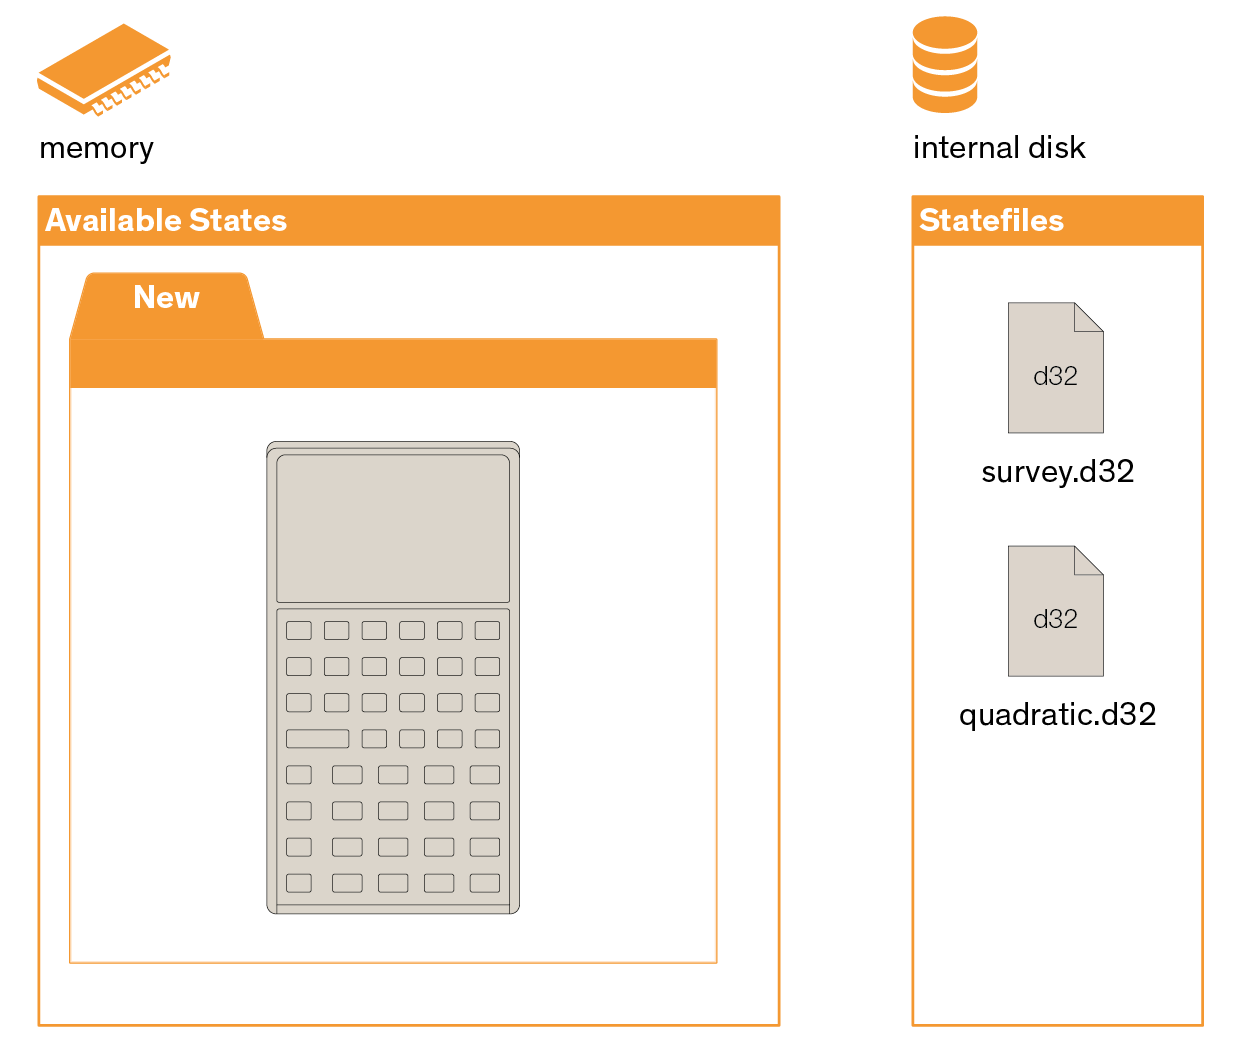 memory
internal disk
Available States
Statefiles
New
d32
survey.d32
d32
quadratic.d32